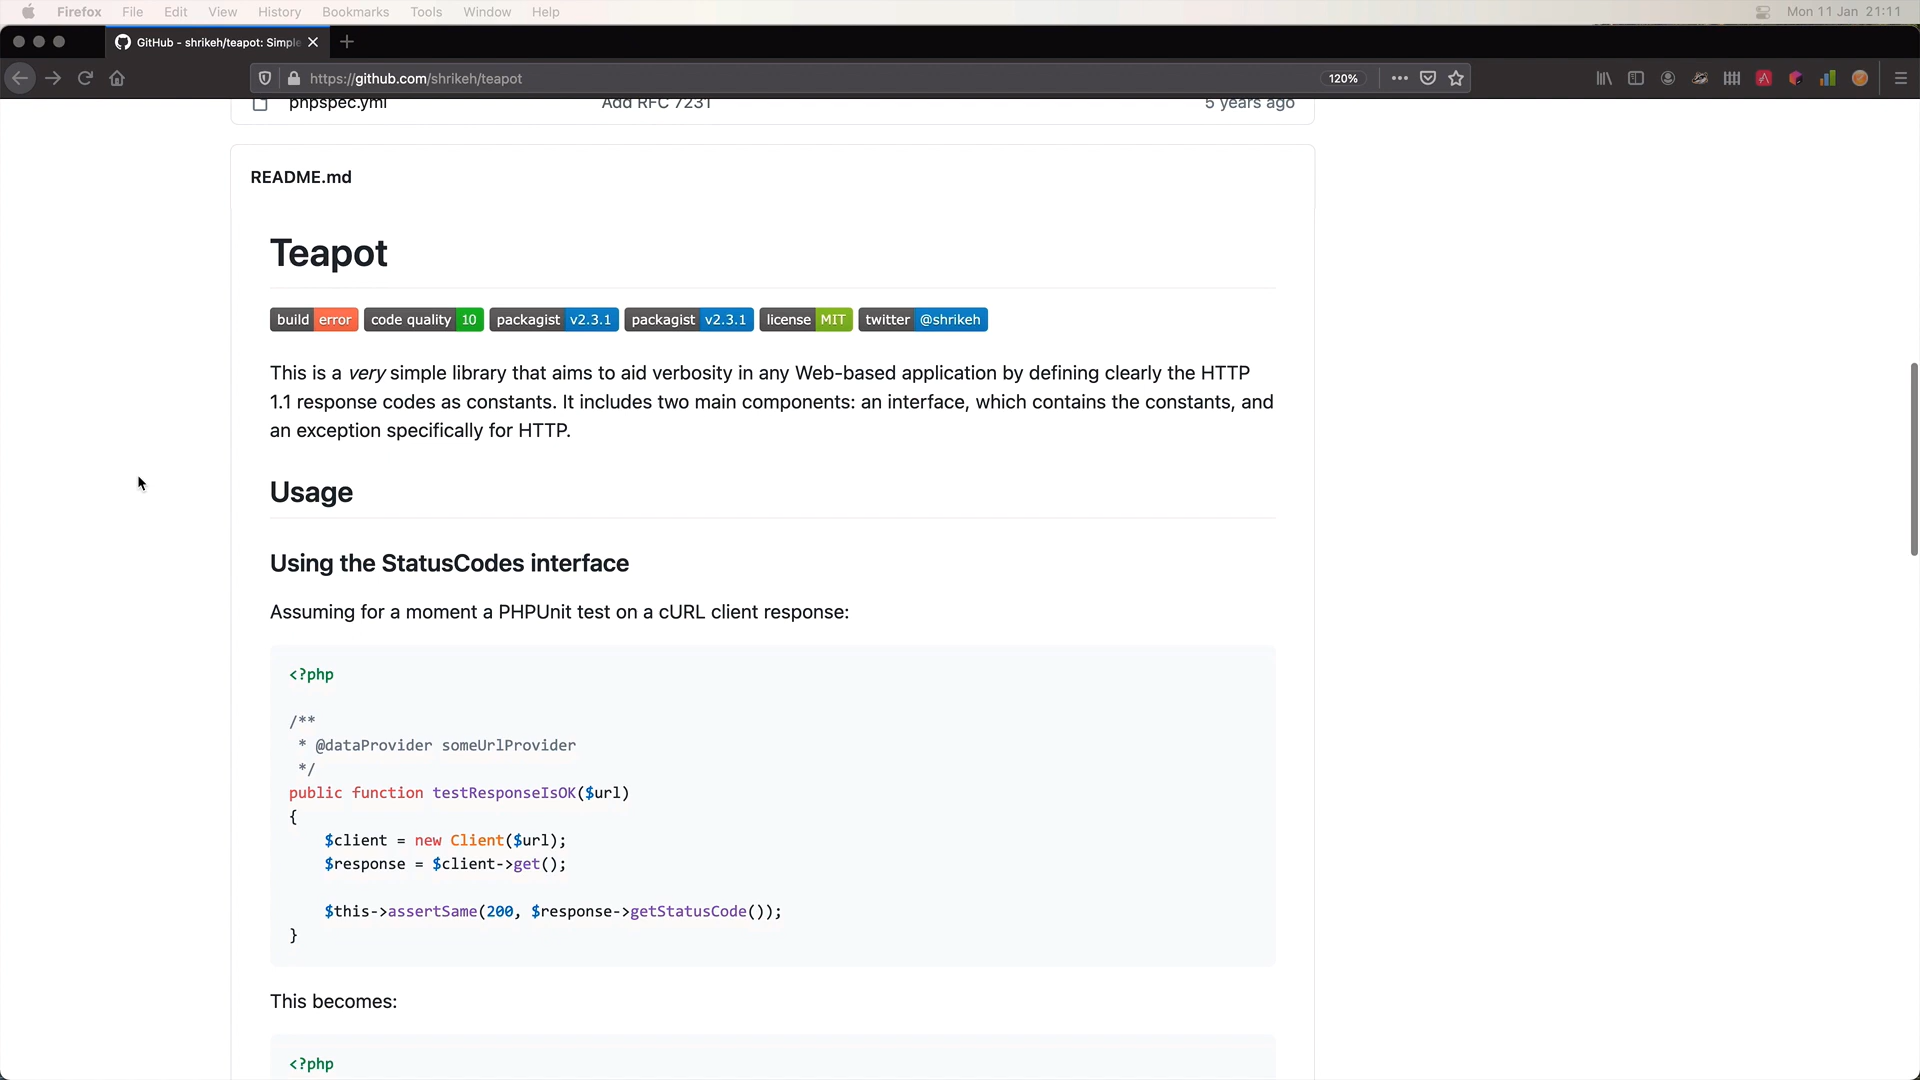 Firefox File Edit View History Bookmarks Tools Window Help Mon 11 Jan 21:11
GitHub - shrikeh/teapot: Simple
https://github.com/shrikeh/teapot 120%
phpspec.yml Add RFC 7231 5 years ago
README.md
Teapot
build error code quality 10 packagist v2.3.1 packagist v2.3.1 license MIT twitter @shrikeh
This is a very simple library that aims to aid verbosity in any Web-based application by defining clearly the HTTP
1.1 response codes as constants. It includes two main components: an interface, which contains the constants, and
an exception specifically for HTTP.
Usage
Using the StatusCodes interface
Assuming for a moment a PHPUnit test on a cURL client response:
<?php
/**
 * @dataProvider someUrlProvider
 */
public function testResponseIsOK($url)
{
    $client = new Client($url);
    $response = $client->get();
    $this->assertSame(200, $response->getStatusCode());
}
This becomes:
<?php